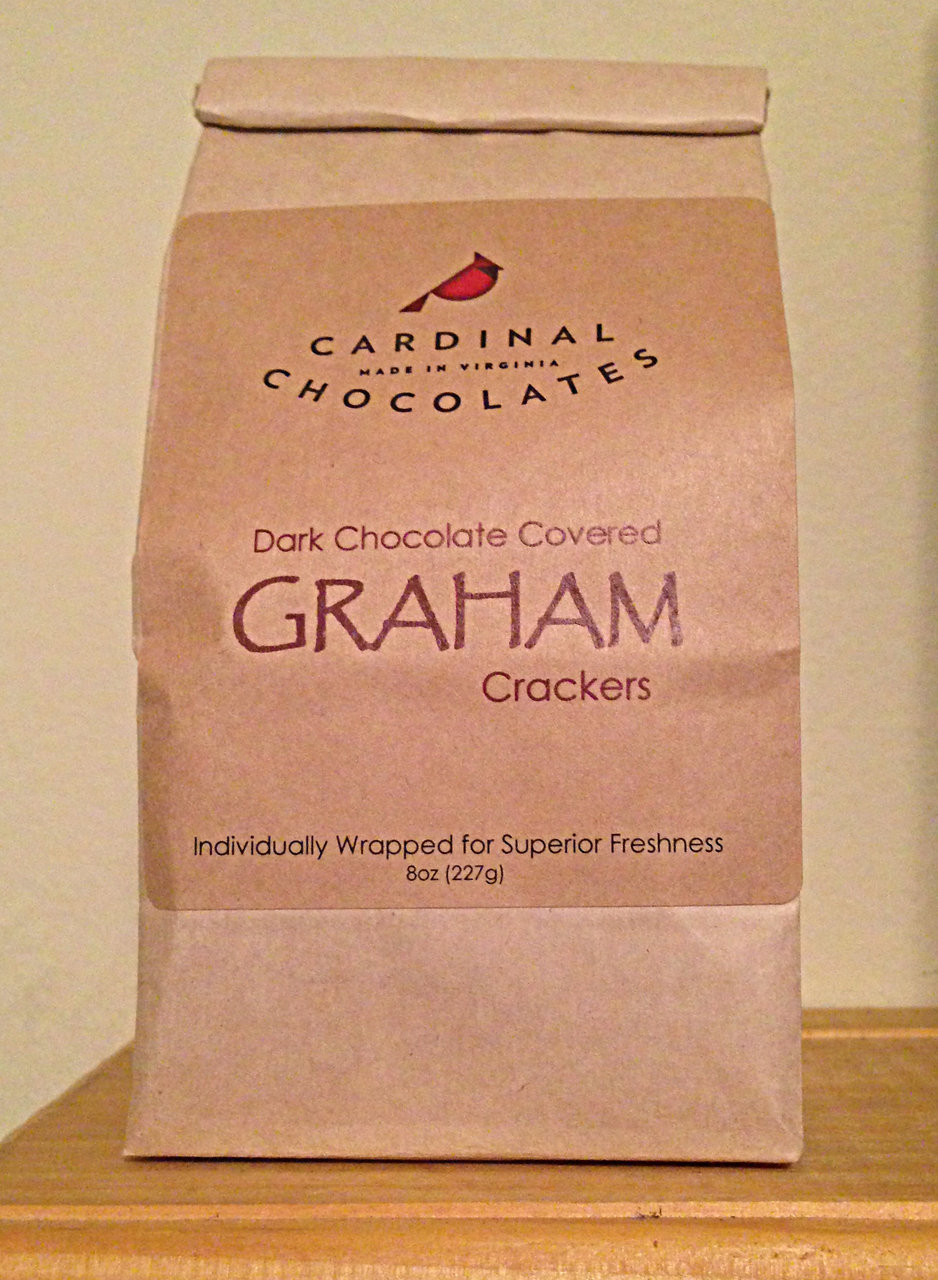 CARDINAL
MADE IN VIRGINIA
CHOCOLATES
Dark Chocolate Covered
GRAHAM
Crackers
Individually Wrapped for Superior Freshness
8oz (227g)